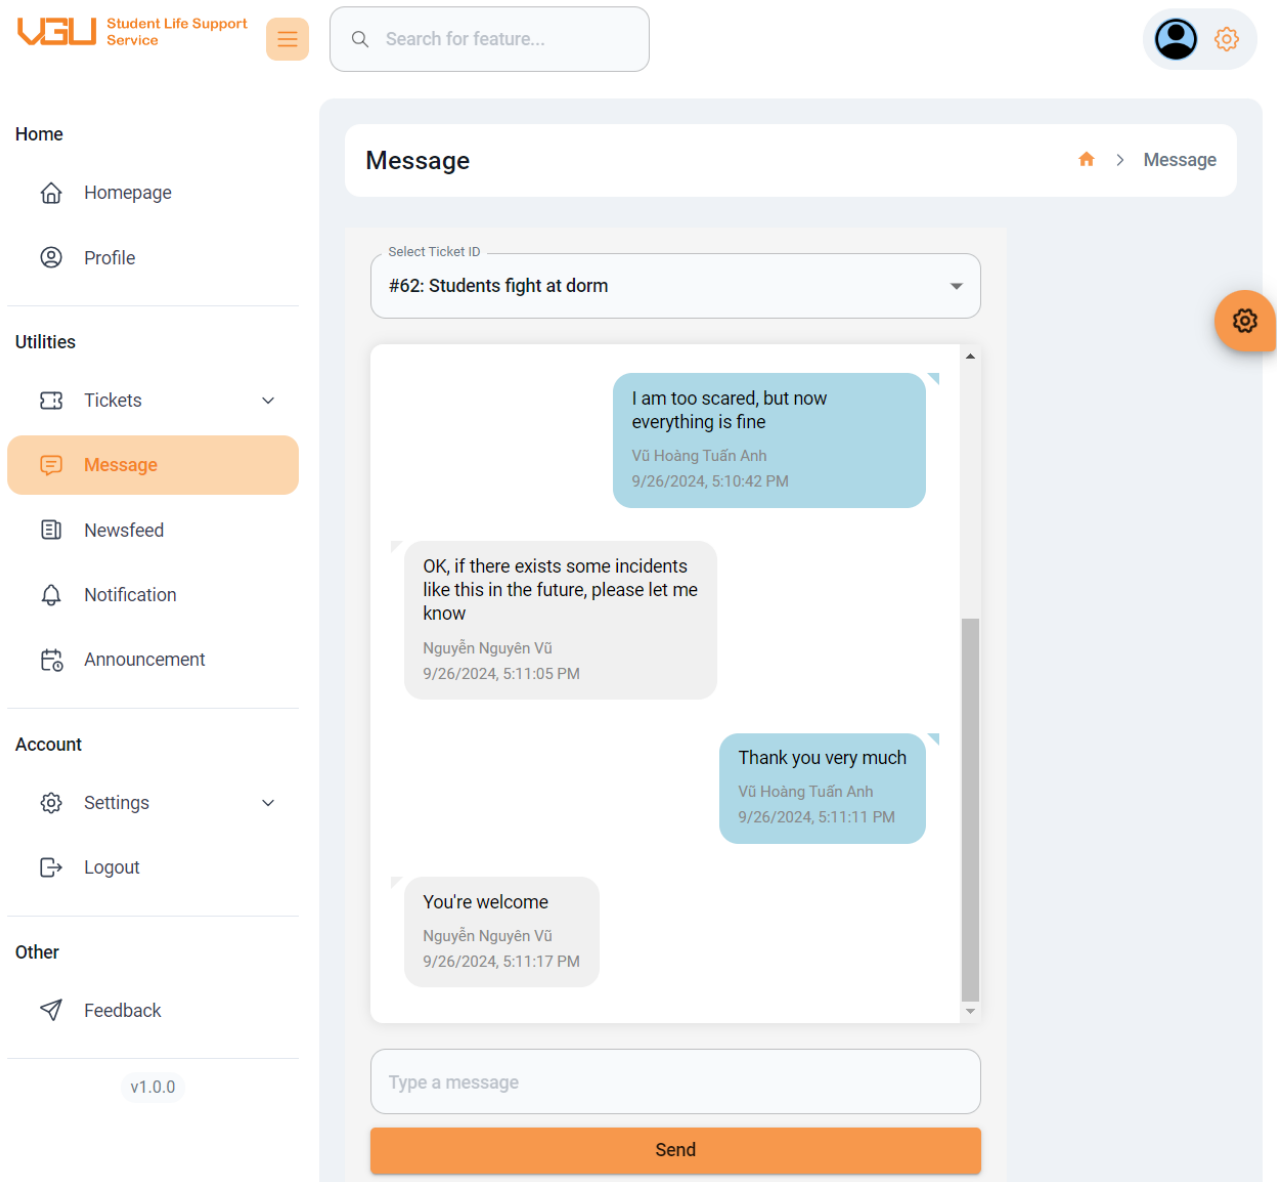 VGU Student Life Support
Service
Search for feature...
Home
Homepage
Profile
Utilities
Tickets
Message
Newsfeed
Notification
Announcement
Account
Settings
Logout
Other
Feedback
v1.0.0
Message
Message
Select Ticket ID
#62: Students fight at dorm
I am too scared, but now
everything is fine
Vũ Hoàng Tuấn Anh
9/26/2024, 5:10:42 PM
OK, if there exists some incidents
like this in the future, please let me
know
Nguyễn Nguyên Vũ
9/26/2024, 5:11:05 PM
Thank you very much
Vũ Hoàng Tuấn Anh
9/26/2024, 5:11:11 PM
You're welcome
Nguyễn Nguyên Vũ
9/26/2024, 5:11:17 PM
Type a message
Send